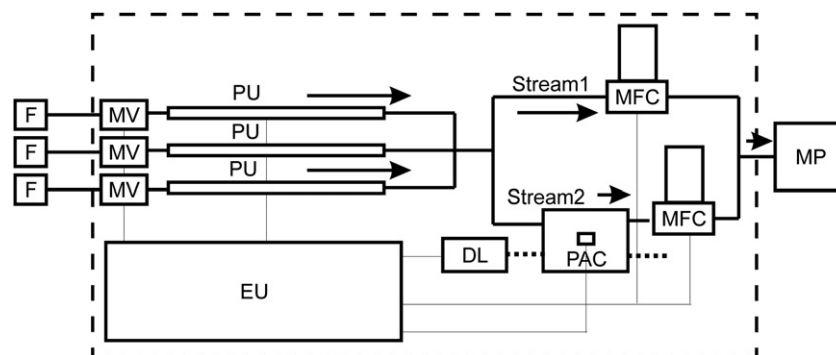 Stream1
MFC
PU
F MV
PU
F MV MP
PU
F MV
Stream2
MFC
DL
PAC
EU